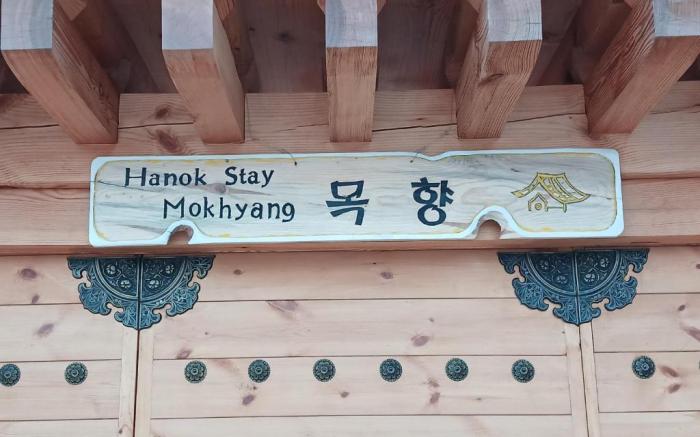 Hanok Stay
Mokhyang
목향